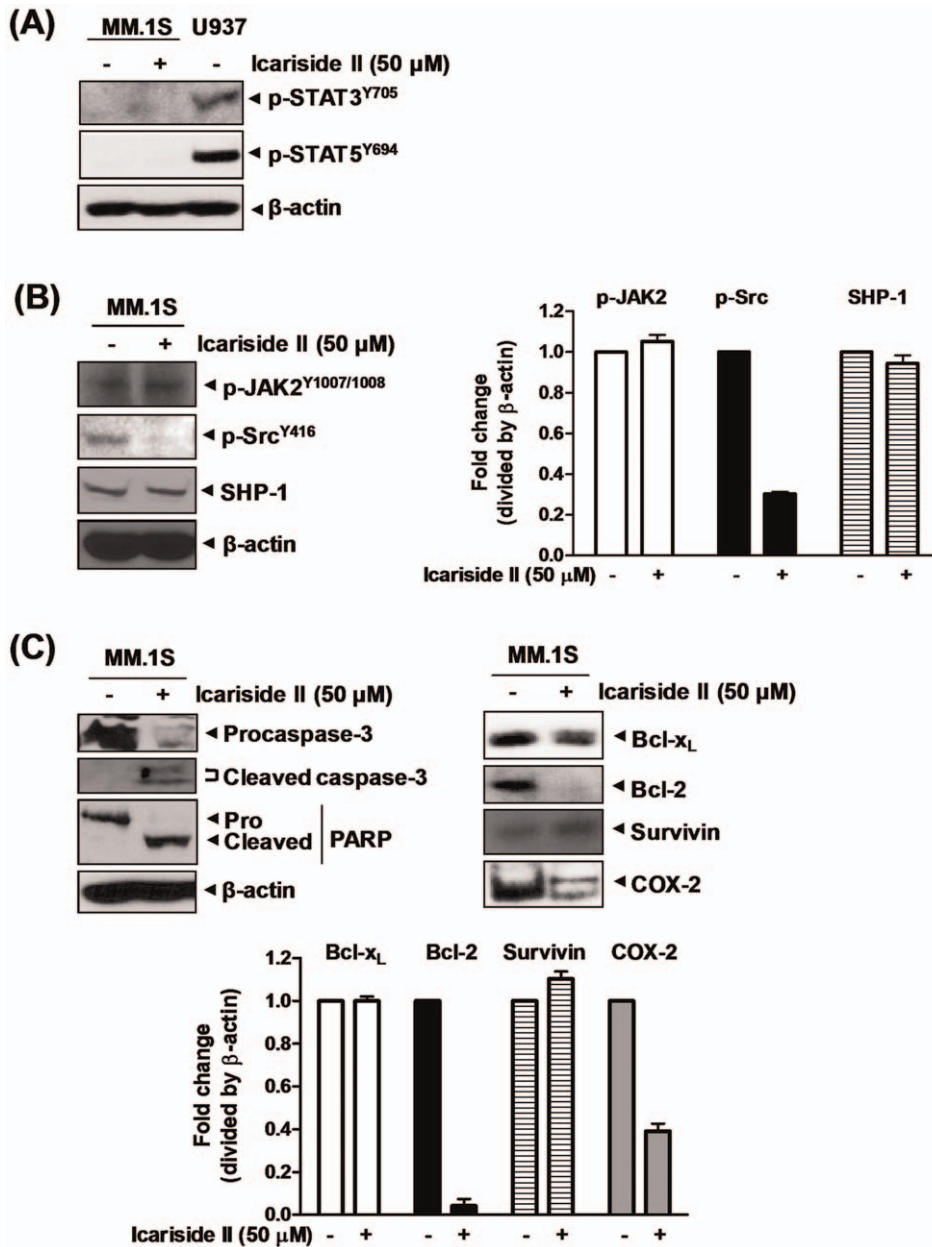 (A)
MM.1S U937
- + - Icariside II (50 µM)
p-STAT3Y705
p-STAT5Y694
β-actin
(B)
MM.1S
- + Icariside II (50 µM)
p-JAK2Y1007/1008
p-SrcY416
SHP-1
β-actin
p-JAK2 p-Src SHP-1
Fold change
(divided by β-actin)
1.2
1.0
0.8
0.6
0.4
0.2
0.0
Icariside II (50 µM) - + - + - +
(C)
MM.1S
- + Icariside II (50 µM)
Procaspase-3
Cleaved caspase-3
Pro
Cleaved
PARP
β-actin
MM.1S
- + Icariside II (50 µM)
Bcl-xL
Bcl-2
Survivin
COX-2
Bcl-xL Bcl-2 Survivin COX-2
Fold change
(divided by β-actin)
1.2
1.0
0.8
0.6
0.4
0.2
0.0
Icariside II (50 µM) - + - + - + - +